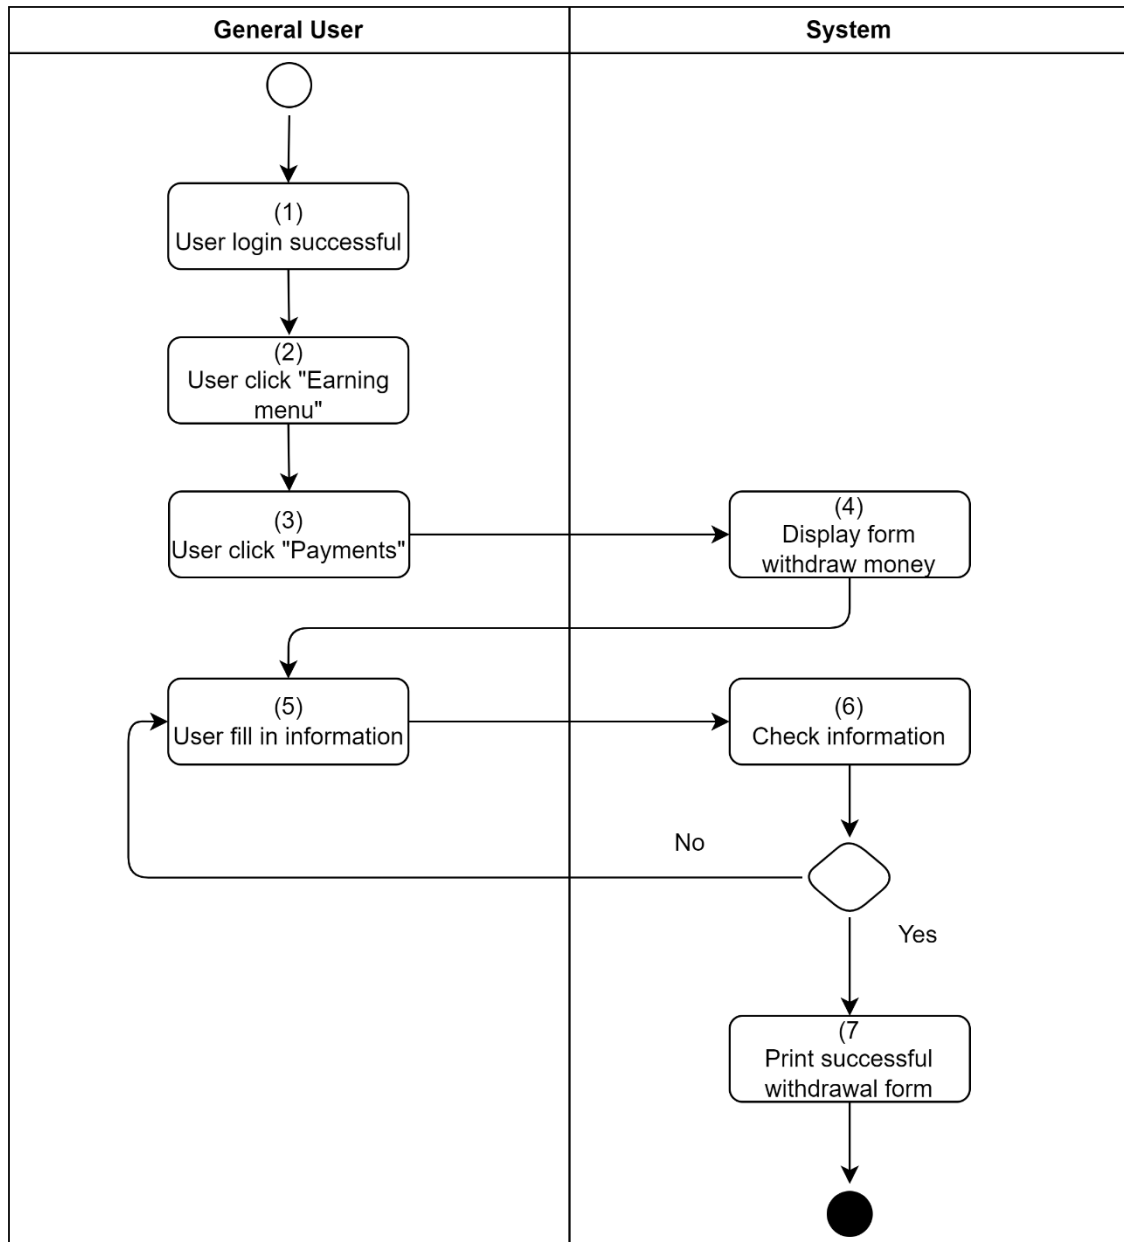 General User
System
(1)
User login successful
(2)
User click "Earning
menu"
(3)
User click "Payments"
(4)
Display form
withdraw money
(5)
User fill in information
(6)
Check information
No
Yes
(7
Print successful
withdrawal form